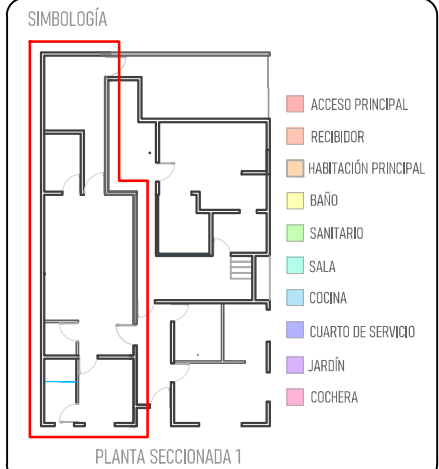 SIMBOLOGÍA
ACCESO PRINCIPAL
RECIBIDOR
HABITACIÓN PRINCIPAL
BAÑO
SANITARIO
SALA
COCINA
CUARTO DE SERVICIO
JARDÍN
COCHERA
PLANTA SECCIONADA 1